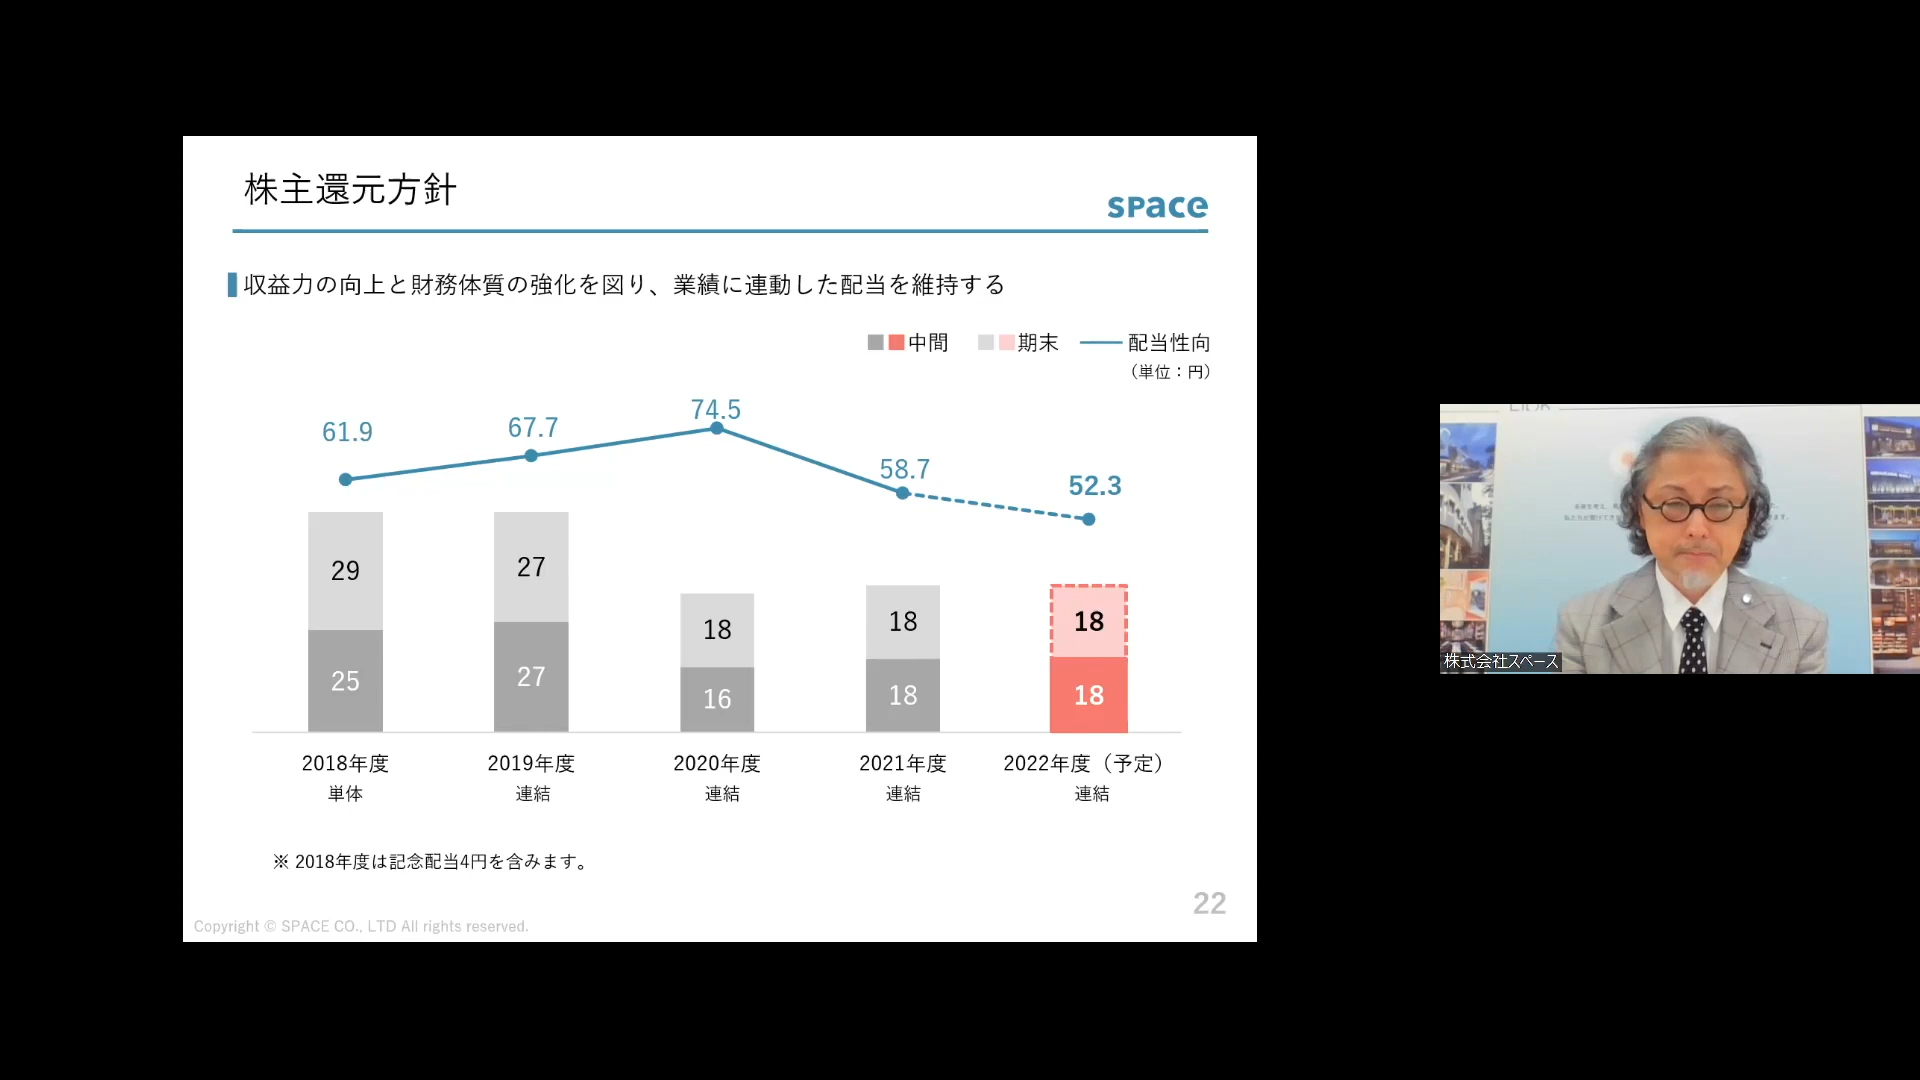 株主還元方針
space
収益力の向上と財務体質の強化を図り、業績に連動した配当を維持する
中間 期末 配当性向
（単位：円）
61.9 67.7 74.5 58.7 52.3
29 27 18 18 18
25 27 16 18 18
2018年度 2019年度 2020年度 2021年度 2022年度（予定）
単体 連結 連結 連結 連結
※ 2018年度は記念配当4円を含みます。
22
Copyright © SPACE CO., LTD All rights reserved.
株式会社スペース